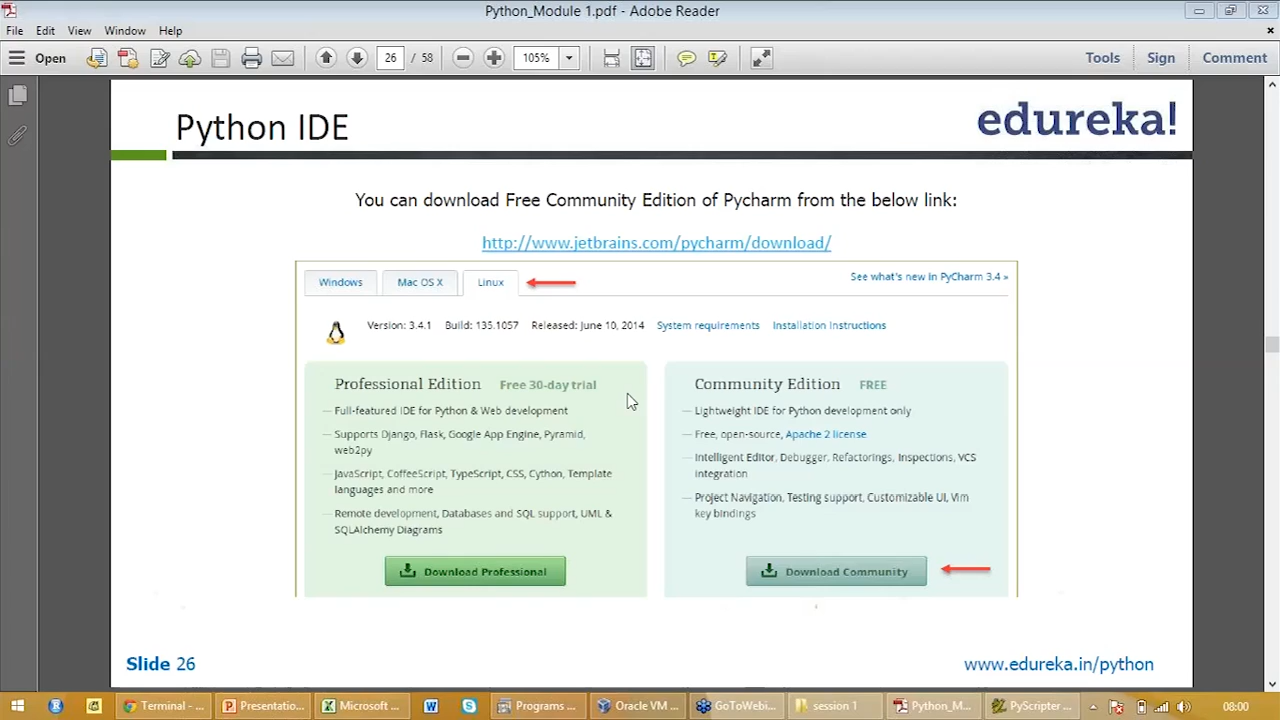 Python_Module 1.pdf - Adobe Reader
File Edit View Window Help
Open 26 / 58 105% Tools Sign Comment
Python IDE
edureka!
You can download Free Community Edition of Pycharm from the below link:
http://www.jetbrains.com/pycharm/download/
Windows Mac OS X Linux See what's new in PyCharm 3.4 »
Version: 3.4.1 Build: 135.1057 Released: June 10, 2014 System requirements Installation Instructions
Professional Edition Free 30-day trial
— Full-featured IDE for Python & Web development
— Supports Django, Flask, Google App Engine, Pyramid,
web2py
— JavaScript, CoffeeScript, TypeScript, CSS, Cython, Template
languages and more
— Remote development, Databases and SQL support, UML &
SQLAlchemy Diagrams
Download Professional
Community Edition FREE
— Lightweight IDE for Python development only
— Free, open-source, Apache 2 license
— Intelligent Editor, Debugger, Refactorings, Inspections, VCS
integration
— Project Navigation, Testing support, Customizable UI, Vim
key bindings
Download Community
Slide 26
www.edureka.in/python
Terminal - ... Presentatio... Microsoft ... Programs ... Oracle VM ... GoToWebi... session 1 Python_M... PyScripter ... 08:00